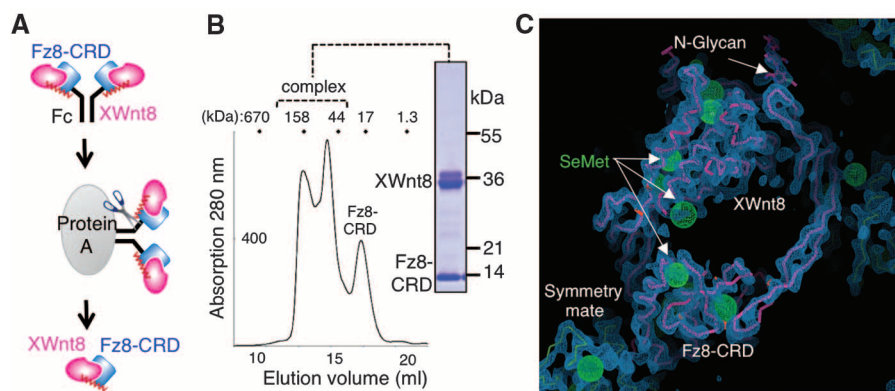 A
Fz8-CRD
Fc
XWnt8
Protein
A
XWnt8
Fz8-CRD
B
complex
(kDa):670 158 44 17 1.3
Absorption 280 nm
400
Fz8-
CRD
10 15 20
Elution volume (ml)
kDa
55
XWnt8
36
21
Fz8-
CRD
14
C
N-Glycan
SeMet
XWnt8
Symmetry
mate
Fz8-CRD